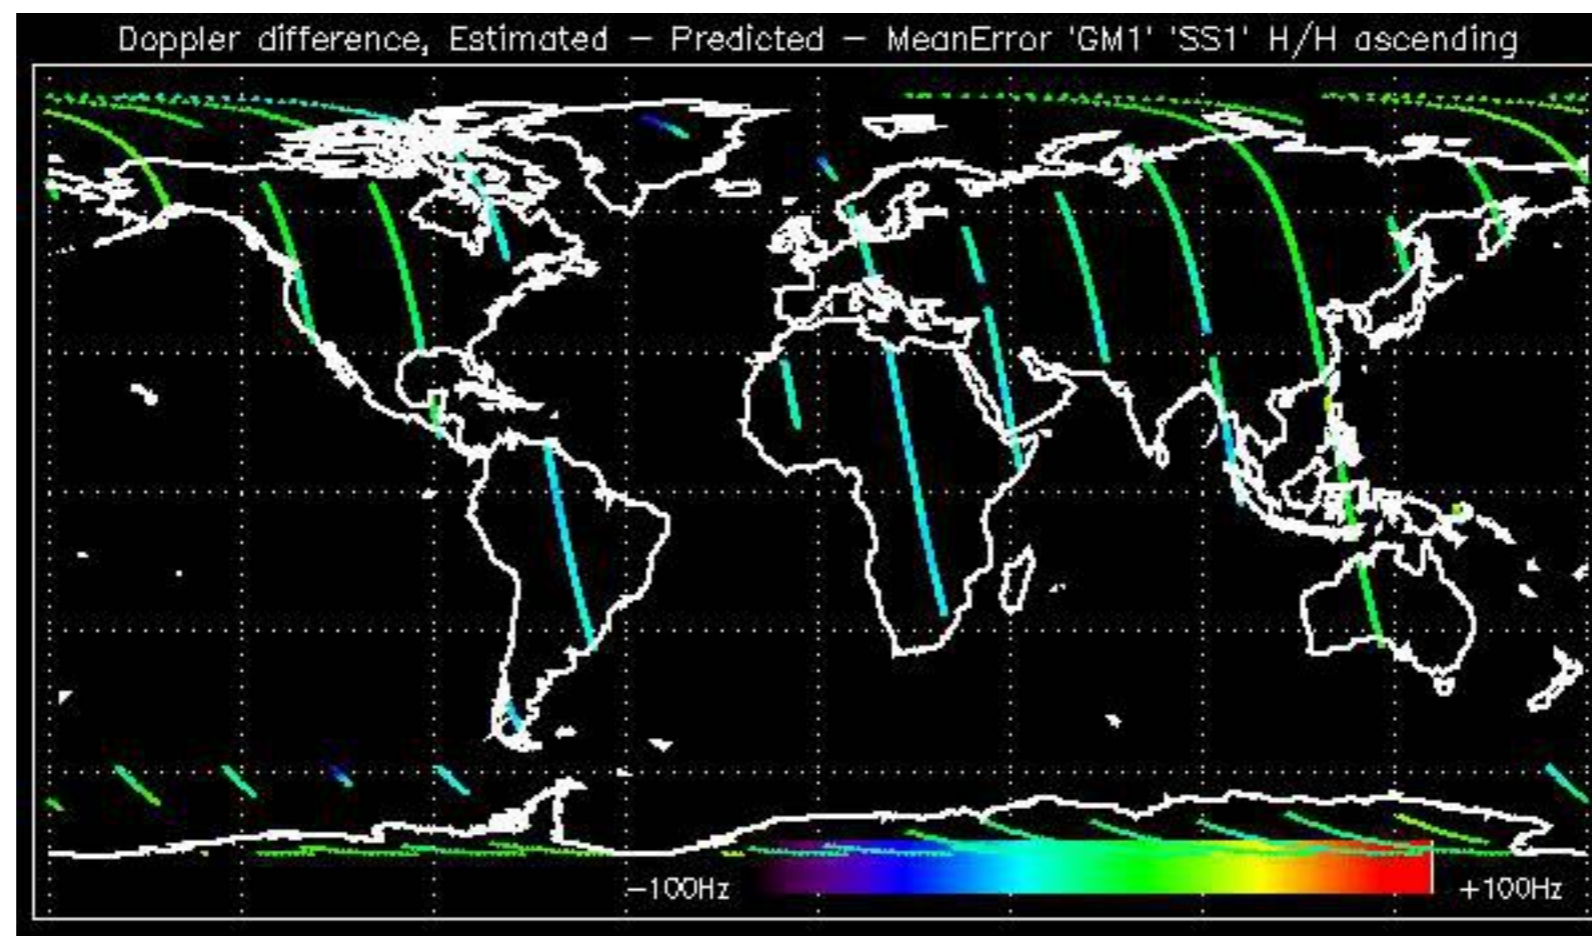 Doppler difference, Estimated – Predicted – MeanError 'GM1' 'SS1' H/H ascending
–100Hz +100Hz